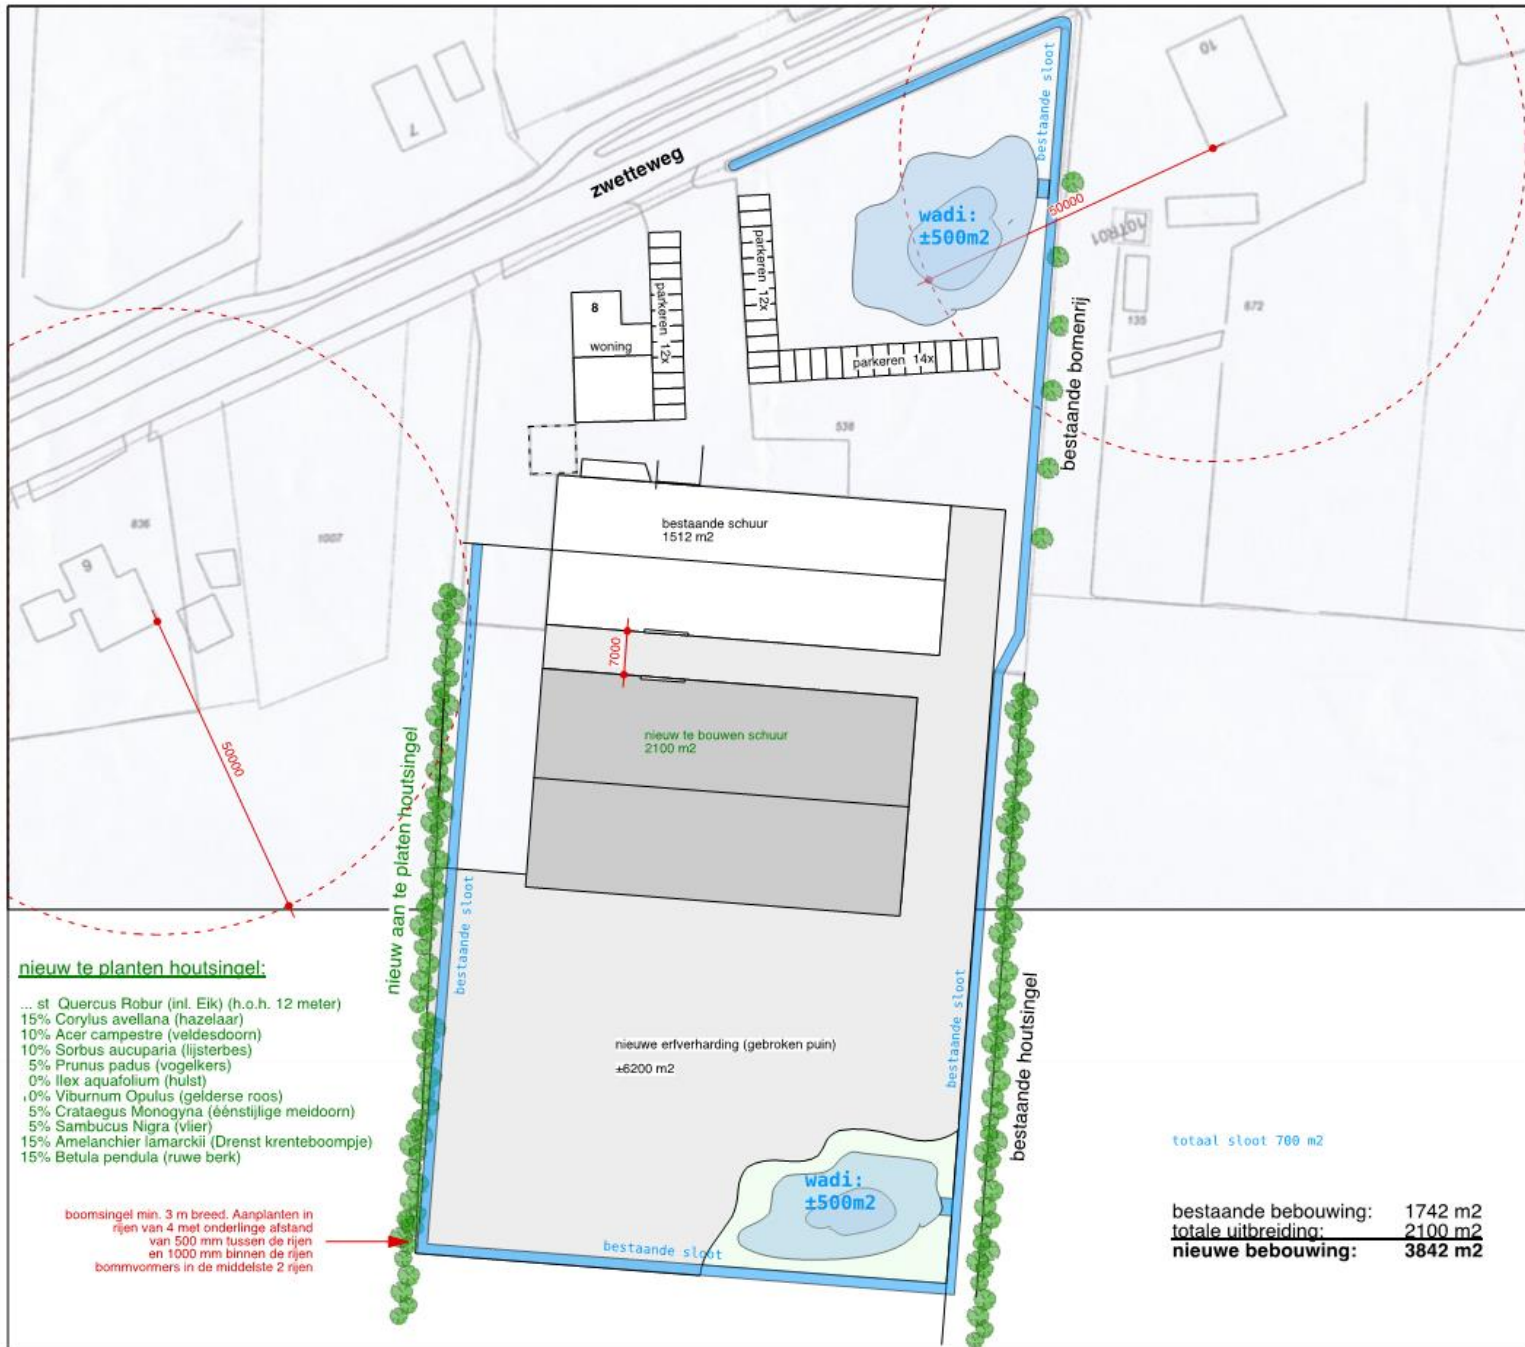 10
7
bestaande sloot
zwetteweg
wadi:
±500m2
50000
10TR01
parkeren 12x
parkeren 12x
8
woning
parkeren 14x
135
672
bestaande bomenrij
538
836
1007
9
bestaande schuur
1512 m2
7000
nieuw te bouwen schuur
2100 m2
50000
nieuw aan te platen houtsingel
bestaande sloot
nieuw te planten houtsingel:
... st Quercus Robur (inl. Eik) (h.o.h. 12 meter)
15% Corylus avellana (hazelaar)
10% Acer campestre (veldesdoorn)
10% Sorbus aucuparia (lijsterbes)
5% Prunus padus (vogelkers)
0% Ilex aquafolium (hulst)
0% Viburnum Opulus (gelderse roos)
5% Crataegus Monogyna (éénstijlige meidoorn)
5% Sambucus Nigra (vlier)
15% Amelanchier lamarckii (Drenst krenteboompje)
15% Betula pendula (ruwe berk)
nieuwe erfverharding (gebroken puin)
±6200 m2
bestaande sloot
bestaande houtsingel
boomsingel min. 3 m breed. Aanplanten in
rijen van 4 met onderlinge afstand
van 500 mm tussen de rijen
en 1000 mm binnen de rijen
bommvormers in de middelste 2 rijen
wadi:
±500m2
bestaande sloot
totaal sloot 700 m2
bestaande bebouwing: 1742 m2
totale uitbreiding: 2100 m2
nieuwe bebouwing: 3842 m2